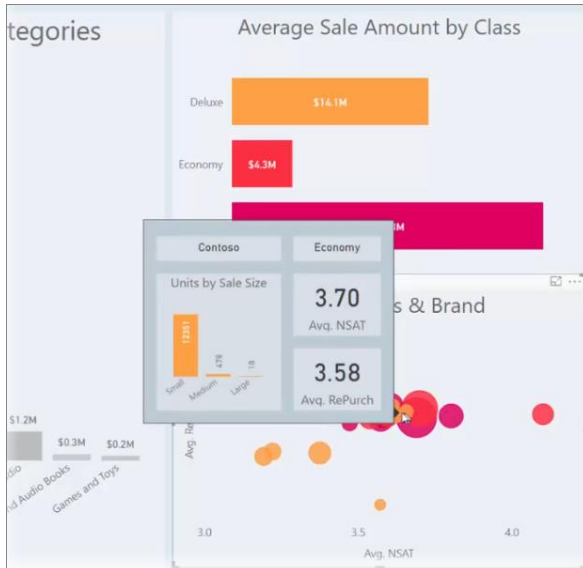 tegories
Average Sale Amount by Class
Deluxe
$14.1M
Economy
$4.3M
M
Contoso
Economy
Units by Sale Size
12351
478
18
Small
Medium
Large
3.70
Avg. NSAT
3.58
Avg. RePurch
s & Brand
Avg. Re
3.0
3.5
4.0
Avg. NSAT
$1.2M
$0.3M
$0.2M
dio
nd Audio Books
Games and Toys